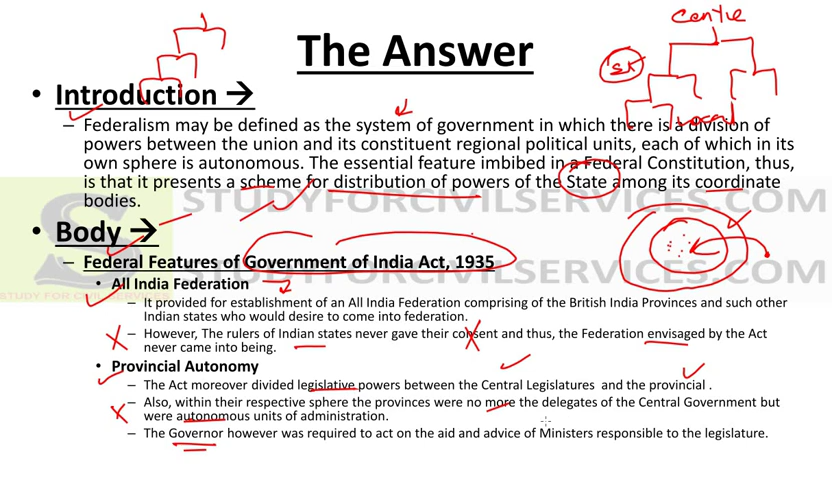 Centre
The Answer
St
• Introduction →
Local
– Federalism may be defined as the system of government in which there is a division of
powers between the union and its constituent regional political units, each of which in its
own sphere is autonomous. The essential feature imbibed in a Federal Constitution, thus,
is that it presents a scheme for distribution of powers of the State among its coordinate
bodies.
STUDYFORCIVILSERVICES.COM
• Body →
– Federal Features of Government of India Act, 1935
STUDYFORCIVILSERVICES.COM
• All India Federation
STUDY FOR CIVIL SERVICES
– It provided for establishment of an All India Federation comprising of the British India Provinces and such other
Indian states who would desire to come into federation.
– However, The rulers of Indian states never gave their consent and thus, the Federation envisaged by the Act
never came into being.
• Provincial Autonomy
– The Act moreover divided legislative powers between the Central Legislatures and the provincial .
– Also, within their respective sphere the provinces were no more the delegates of the Central Government but
were autonomous units of administration.
– The Governor however was required to act on the aid and advice of Ministers responsible to the legislature.